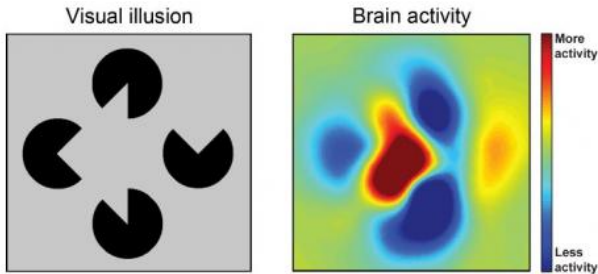 Visual illusion
Brain activity
More
activity
Less
activity